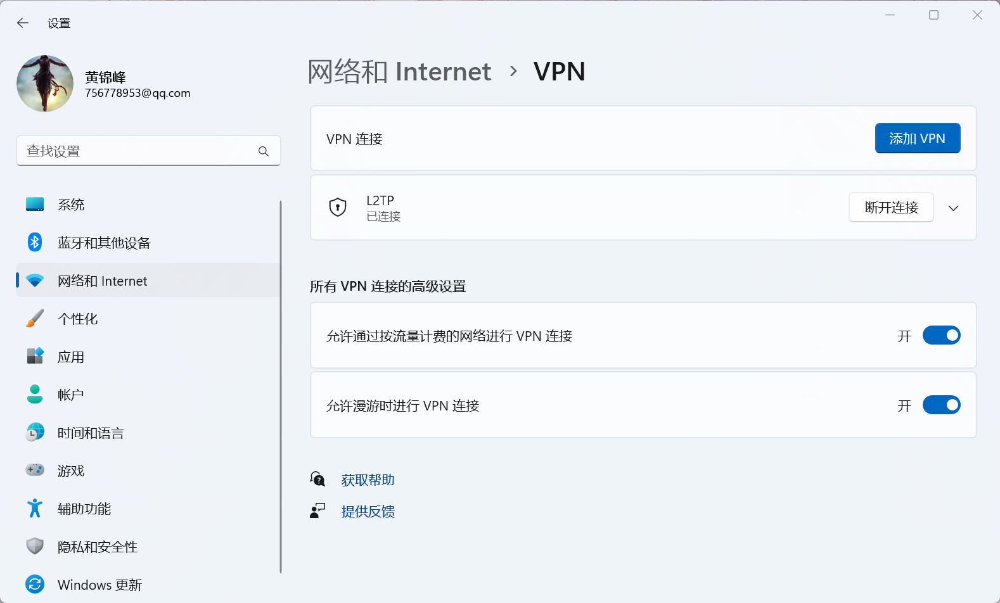 设置
黄锦峰
756778953@qq.com
查找设置
系统
蓝牙和其他设备
网络和 Internet
个性化
应用
帐户
时间和语言
游戏
辅助功能
隐私和安全性
Windows 更新
网络和 Internet › VPN
VPN 连接
添加 VPN
L2TP
已连接
断开连接
所有 VPN 连接的高级设置
允许通过按流量计费的网络进行 VPN 连接
开
允许漫游时进行 VPN 连接
开
获取帮助
提供反馈